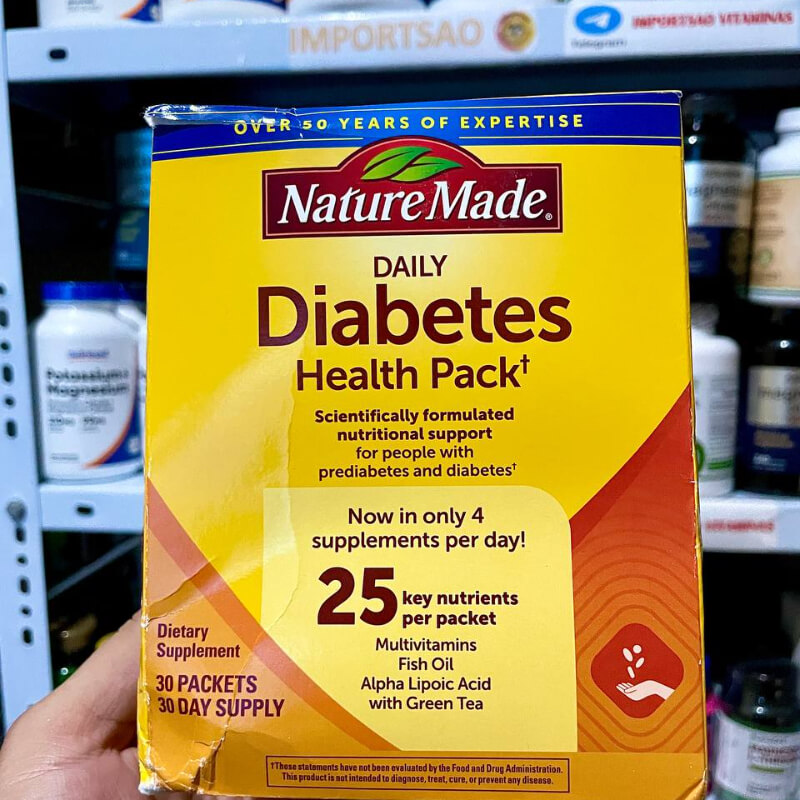 IMPORTSAO
Telegram
IMPORTSAO VITAMINAS
OVER 50 YEARS OF EXPERTISE
Nature Made®
DAILY
Diabetes
Health Pack†
Scientifically formulated
nutritional support
for people with
prediabetes and diabetes†
Now in only 4
supplements per day!
25 key nutrients
per packet
Multivitamins
Fish Oil
Alpha Lipoic Acid
with Green Tea
Dietary
Supplement
30 PACKETS
30 DAY SUPPLY
†These statements have not been evaluated by the Food and Drug Administration.
This product is not intended to diagnose, treat, cure, or prevent any disease.
Potassium
Magnesium
VITAMINAS